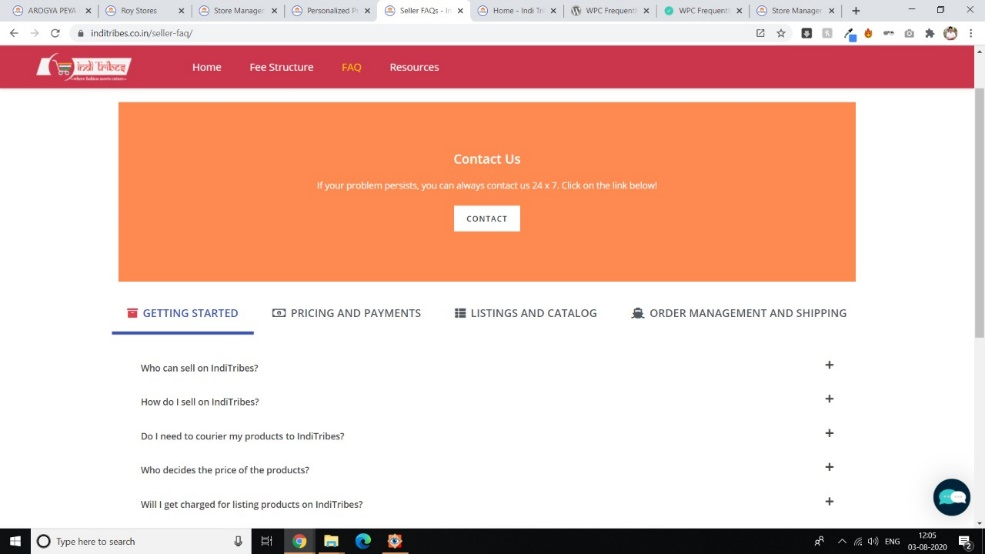 AROGYA PEYA
Roy Stores
Store Manager
Personalized P
Seller FAQs - In
Home - Indi Tr
WPC Frequent
WPC Frequent
Store Manager
inditribes.co.in/seller-faq/
indi tribes
Home
Fee Structure
FAQ
Resources
Contact Us
If your problem persists, you can always contact us 24 x 7. Click on the link below!
CONTACT
GETTING STARTED
PRICING AND PAYMENTS
LISTINGS AND CATALOG
ORDER MANAGEMENT AND SHIPPING
Who can sell on IndiTribes?
How do I sell on IndiTribes?
Do I need to courier my products to IndiTribes?
Who decides the price of the products?
Will I get charged for listing products on IndiTribes?
Type here to search
ENG
12:05
03-08-2020
2